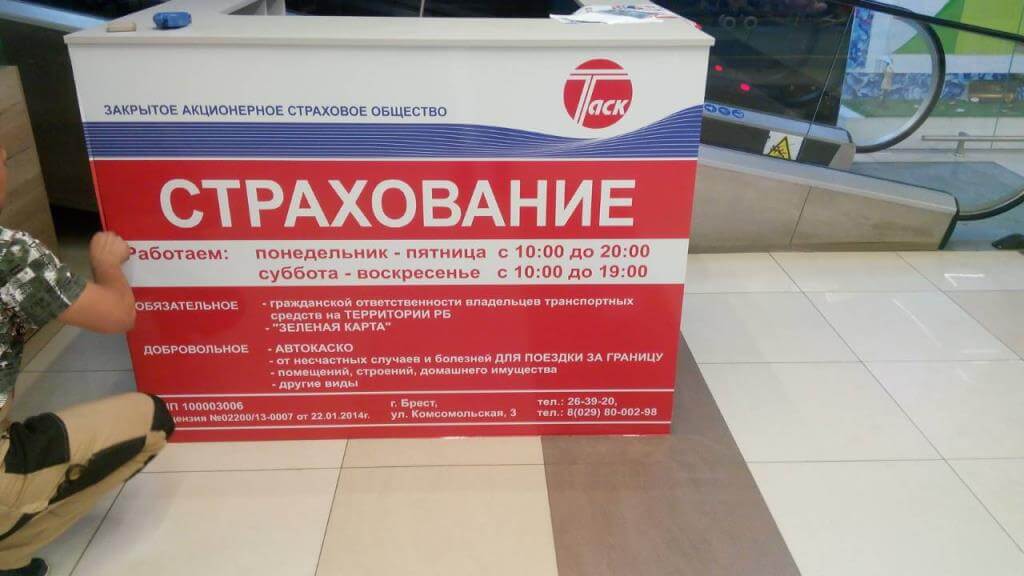 ЗАКРЫТОЕ АКЦИОНЕРНОЕ СТРАХОВОЕ ОБЩЕСТВО
Таск
СТРАХОВАНИЕ
Работаем: понедельник - пятница с 10:00 до 20:00
суббота - воскресенье с 10:00 до 19:00
ОБЯЗАТЕЛЬНОЕ - гражданской ответственности владельцев транспортных
средств на ТЕРРИТОРИИ РБ
- "ЗЕЛЕНАЯ КАРТА"
ДОБРОВОЛЬНОЕ - АВТОКАСКО
- от несчастных случаев и болезней ДЛЯ ПОЕЗДКИ ЗА ГРАНИЦУ
- помещений, строений, домашнего имущества
- другие виды
П 100003006 г. Брест, тел.: 26-39-20,
цензия №02200/13-0007 от 22.01.2014г. ул. Комсомольская, 3 тел.: 8(029) 80-002-98